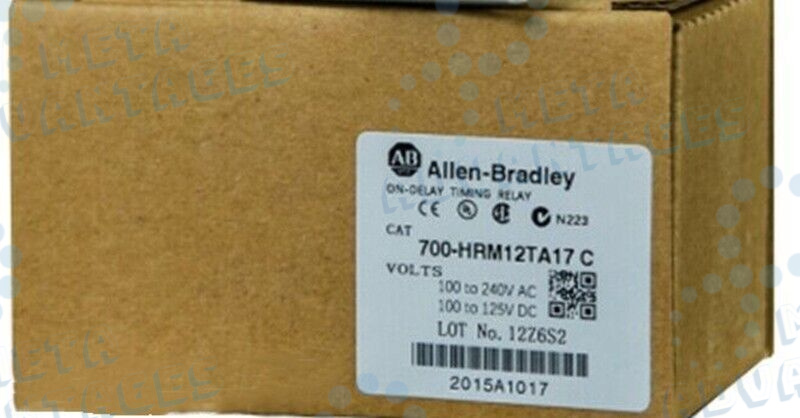 AB
Allen-Bradley
ON-DELAY TIMING RELAY
CE UL N223
CAT
700-HRM12TA17 C
VOLTS
100 to 240V AC
100 to 125V DC
LOT No. 12Z6S2
2015A1017